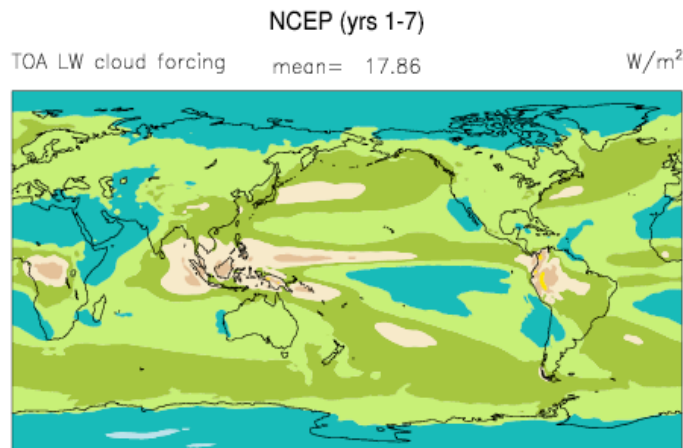 NCEP (yrs 1-7)
TOA LW cloud forcing mean= 17.86 W/m²